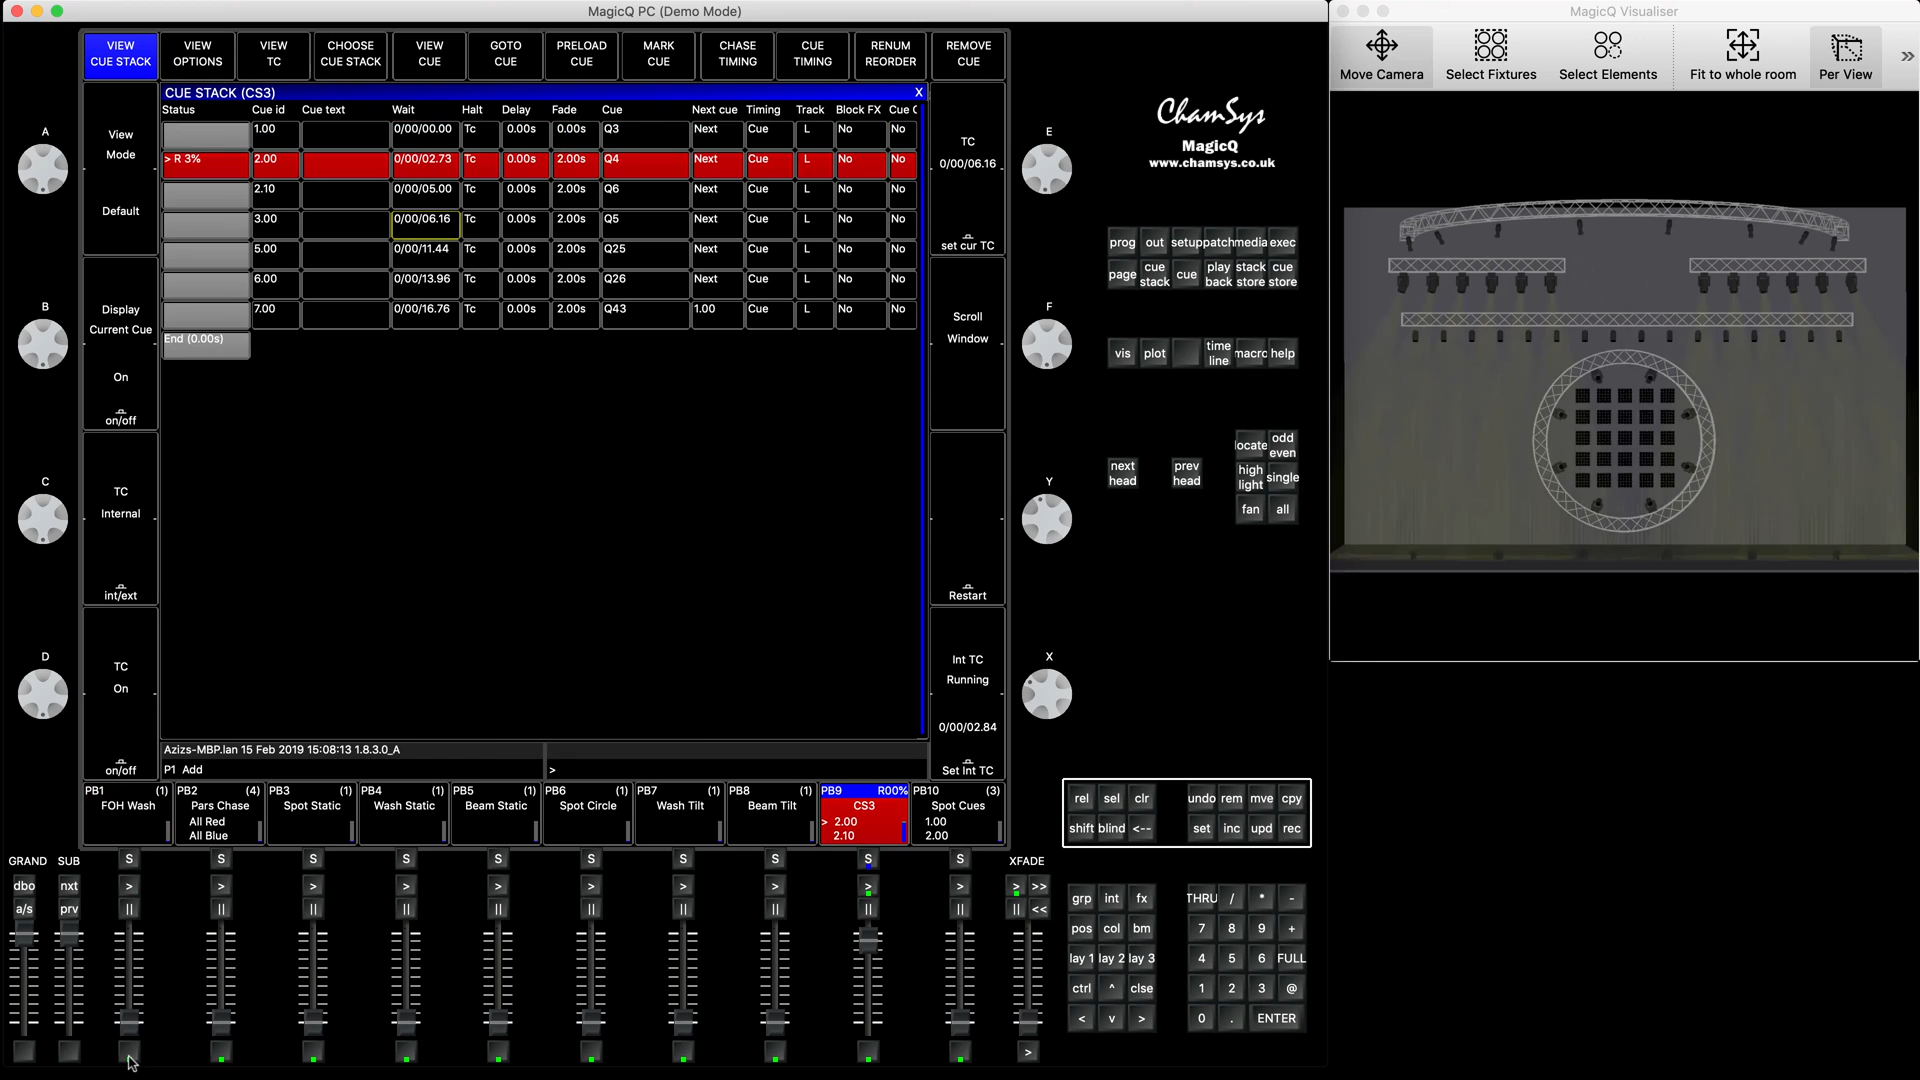 MagicQ PC (Demo Mode)
MagicQ Visualiser
VIEW CUE STACK
VIEW OPTIONS
VIEW TC
CHOOSE CUE STACK
VIEW CUE
GOTO CUE
PRELOAD CUE
MARK CUE
CHASE TIMING
CUE TIMING
RENUM REORDER
REMOVE CUE
Move Camera
Select Fixtures
Select Elements
Fit to whole room
Per View
»
CUE STACK (CS3) X
Status Cue id Cue text Wait Halt Delay Fade Cue Next cue Timing Track Block FX Cue C
1.00 0/00/00.00 Tc 0.00s 0.00s Q3 Next Cue L No No
> R 3% 2.00 0/00/02.73 Tc 0.00s 2.00s Q4 Next Cue L No No
2.10 0/00/05.00 Tc 0.00s 2.00s Q6 Next Cue L No No
3.00 0/00/06.16 Tc 0.00s 2.00s Q5 Next Cue L No No
5.00 0/00/11.44 Tc 0.00s 2.00s Q25 Next Cue L No No
6.00 0/00/13.96 Tc 0.00s 2.00s Q26 Next Cue L No No
7.00 0/00/16.76 Tc 0.00s 2.00s Q43 1.00 Cue L No No
End (0.00s)
A
View
Mode
Default
B
Display
Current Cue
On
on/off
C
TC
Internal
int/ext
D
TC
On
on/off
TC
0/00/06.16
set cur TC
E
Scroll
Window
F
Restart
Y
Int TC
Running
0/00/02.84
Set Int TC
X
ChamSys
MagicQ
www.chamsys.co.uk
prog out setup patch media exec
page cue stack cue play back stack store cue store
vis plot time line macro help
next head
prev head
locate odd even
high light single
fan all
Azizs-MBP.lan 15 Feb 2019 15:08:13 1.8.3.0_A
P1 Add
>
PB1 (1)
FOH Wash
PB2 (4)
Pars Chase
All Red
All Blue
PB3 (1)
Spot Static
PB4 (1)
Wash Static
PB5 (1)
Beam Static
PB6 (1)
Spot Circle
PB7 (1)
Wash Tilt
PB8 (1)
Beam Tilt
PB9 R00%
CS3
> 2.00
2.10
PB10 (3)
Spot Cues
1.00
2.00
GRAND SUB S S S S S S S S S S XFADE
dbo nxt > > > > > > > > > > > >>
a/s prv || || || || || || || || || || || <<
>
rel sel clr undo rem mve cpy
shift blind <-- set inc upd rec
grp int fx THRU / * -
pos col bm 7 8 9 +
lay 1 lay 2 lay 3 4 5 6 FULL
ctrl ^ clse 1 2 3 @
< v > 0 . ENTER